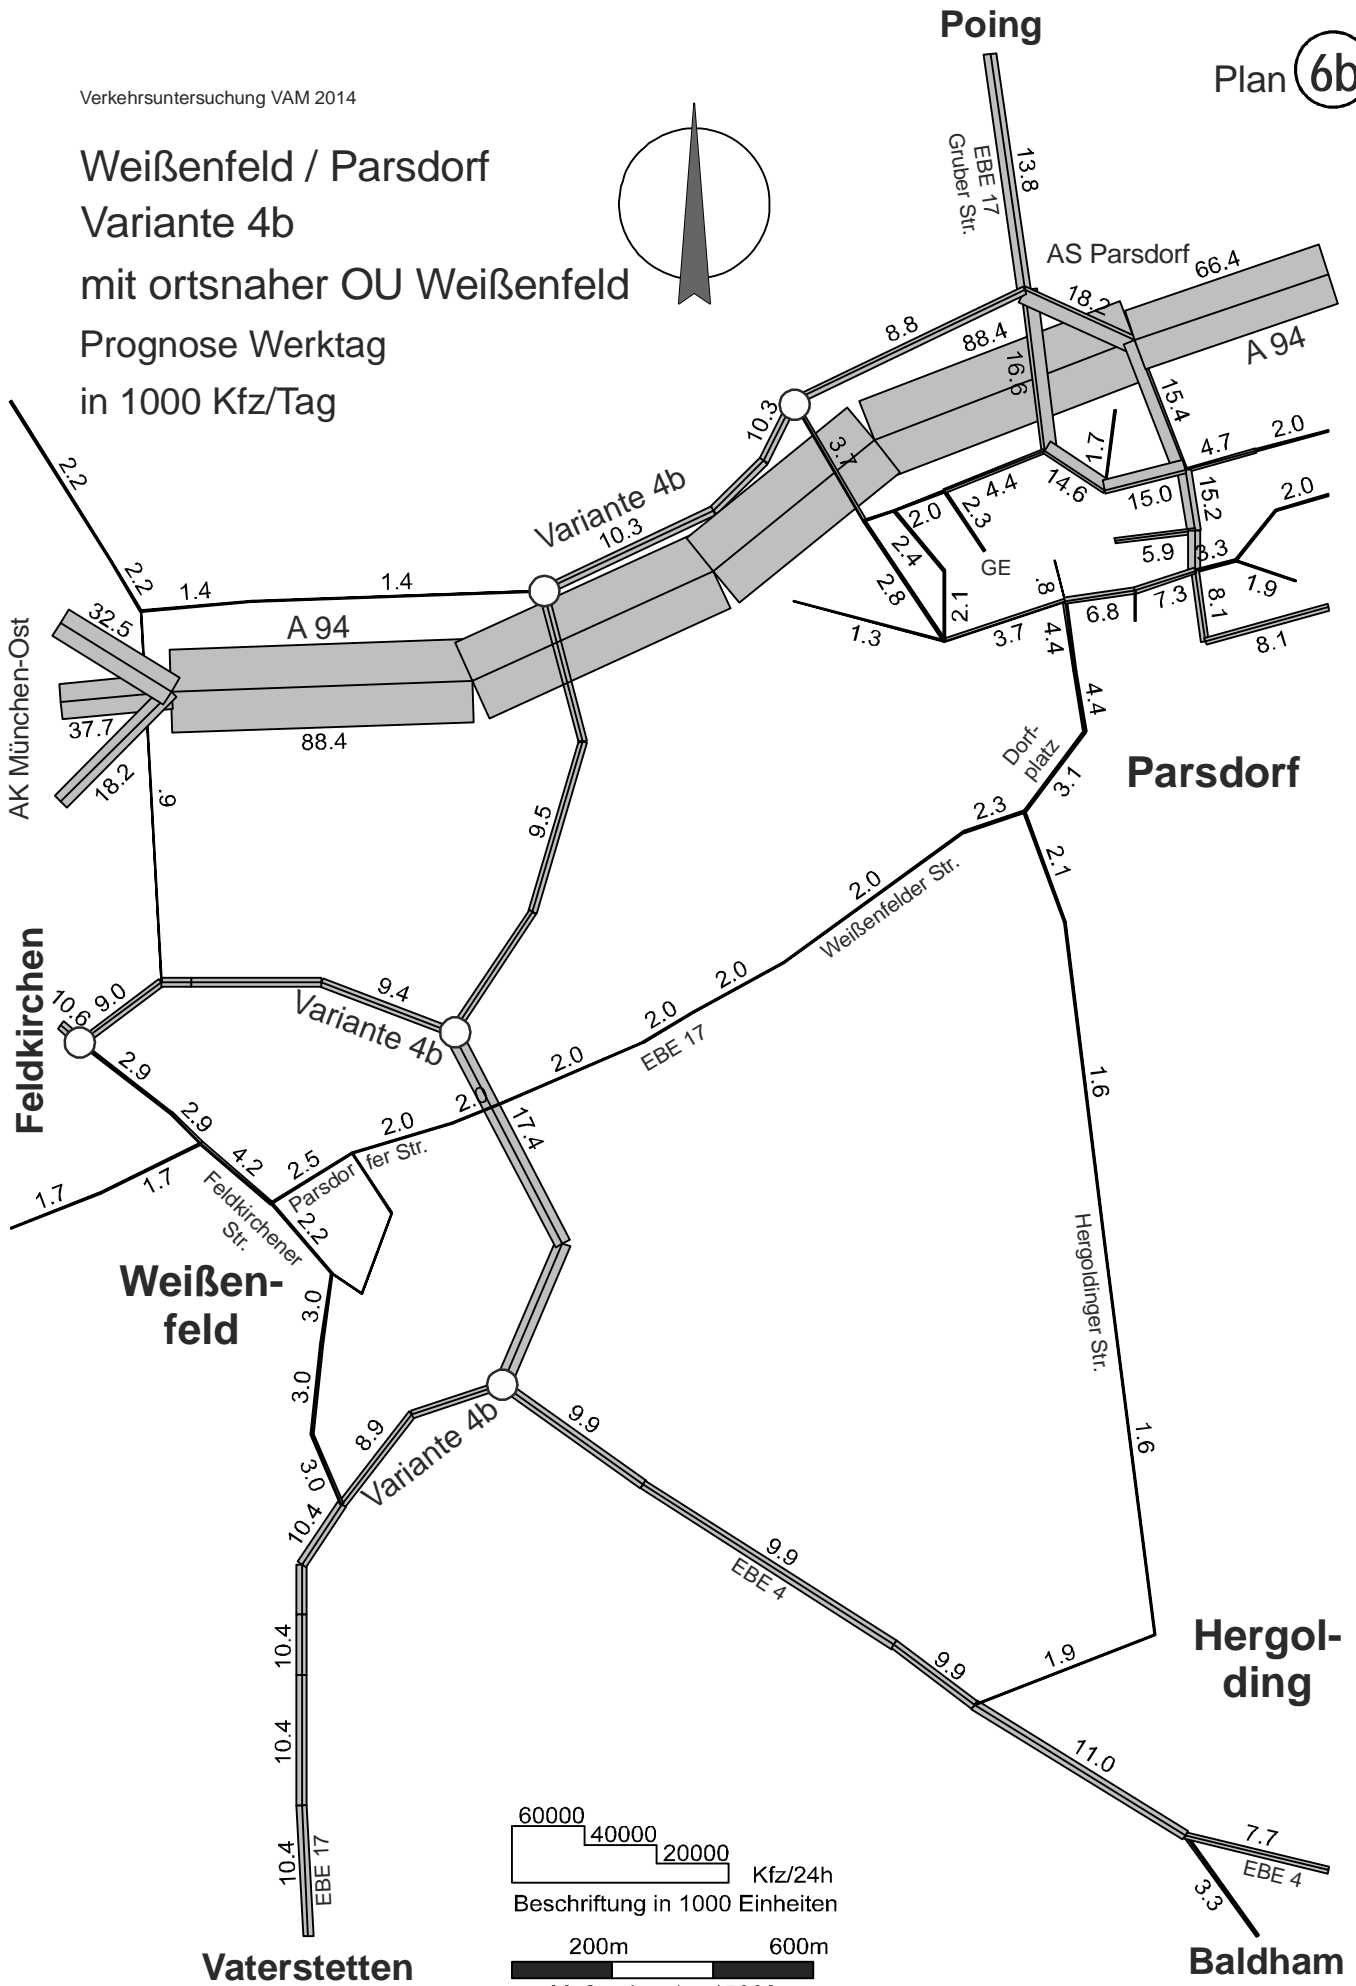 Poing
Plan 6b
Verkehrsuntersuchung VAM 2014
Weißenfeld / Parsdorf
Variante 4b
mit ortsnaher OU Weißenfeld
Prognose Werktag
in 1000 Kfz/Tag
13.8
EBE 17
Gruber Str.
AS Parsdorf
66.4
18.2
8.8
88.4
16.6
A 94
15.4
10.3
3.7
1.7
4.7
2.0
2.2
Variante 4b
10.3
4.4
14.6
15.0
15.2
2.0
2.0
2.3
2.4
5.9
3.3
GE
2.2
1.4
1.4
2.8
2.1
.8
6.8
7.3
8.1
1.9
32.5
A 94
1.3
3.7
4.4
8.1
AK München-Ost
37.7
88.4
18.2
4.4
Dorf-
platz
3.1
Parsdorf
.9
9.5
2.3
2.1
2.0
Weißenfelder Str.
Feldkirchen
10.6
9.0
9.4
Variante 4b
2.0
2.0
EBE 17
2.0
2.9
2.9
2.0
2.0
17.4
1.6
4.2
2.5
Parsdor fer Str.
1.7
1.7
Feldkirchener
Str.
2.2
Hergoldinger Str.
Weißen-
feld
3.0
3.0
8.9
Variante 4b
9.9
1.6
3.0
10.4
9.9
EBE 4
10.4
9.9
1.9
Hergol-
ding
10.4
11.0
10.4
EBE 17
60000
40000
20000
Kfz/24h
Beschriftung in 1000 Einheiten
7.7
EBE 4
3.3
200m
600m
Vaterstetten
Baldham